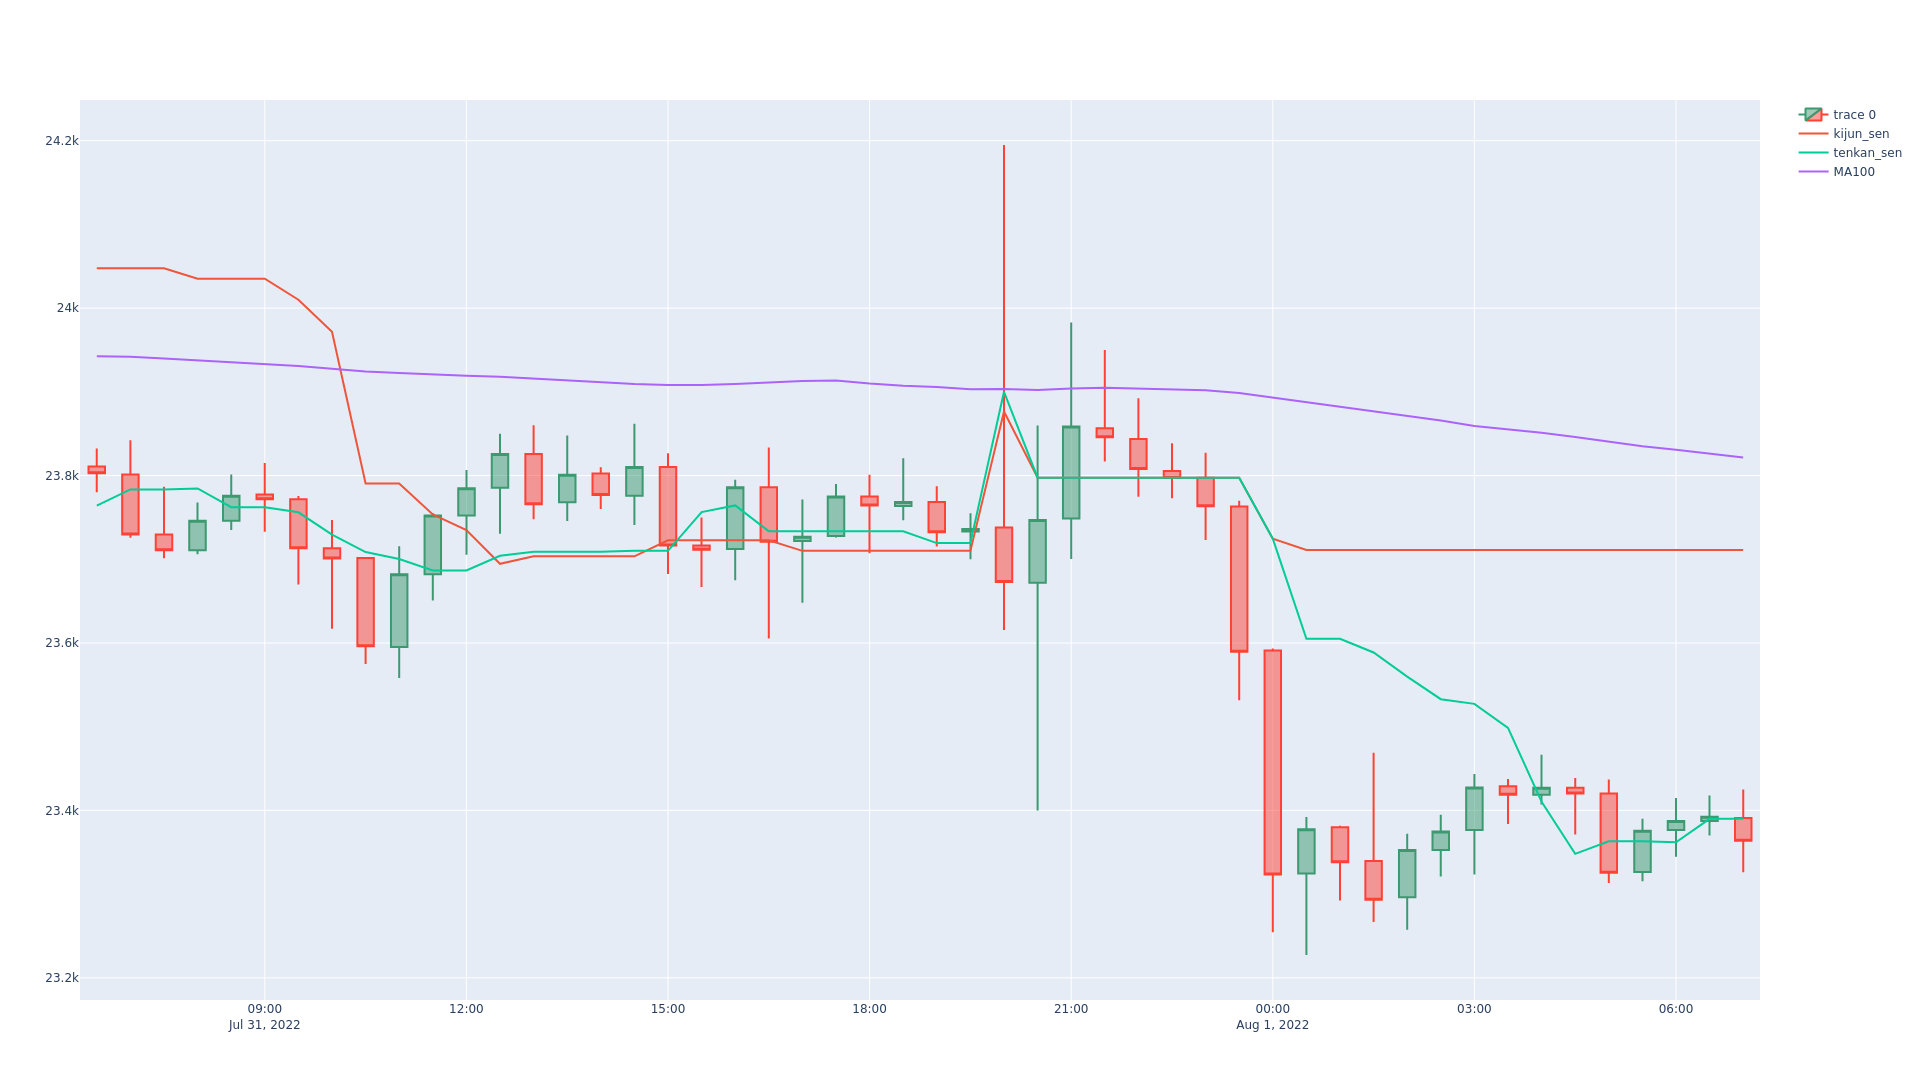 24.2k
24k
23.8k
23.6k
23.4k
23.2k
09:00
Jul 31, 2022
12:00
15:00
18:00
21:00
00:00
Aug 1, 2022
03:00
06:00
trace 0
kijun_sen
tenkan_sen
MA100